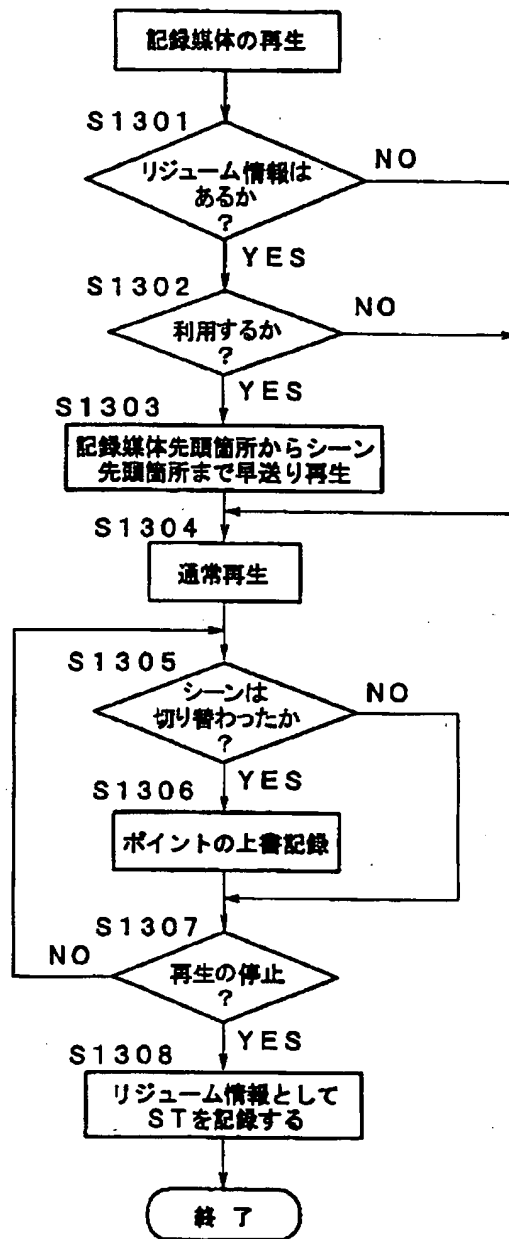 記録媒体の再生
S1301
NO
リジューム情報は
あるか
?
YES
S1302
NO
利用するか
?
YES
S1303
記録媒体先頭箇所からシーン
先頭箇所まで早送り再生
S1304
通常再生
S1305
NO
シーンは
切り替わったか
?
YES
S1306
ポイントの上書記録
S1307
NO
再生の停止
?
YES
S1308
リジューム情報として
STを記録する
終了